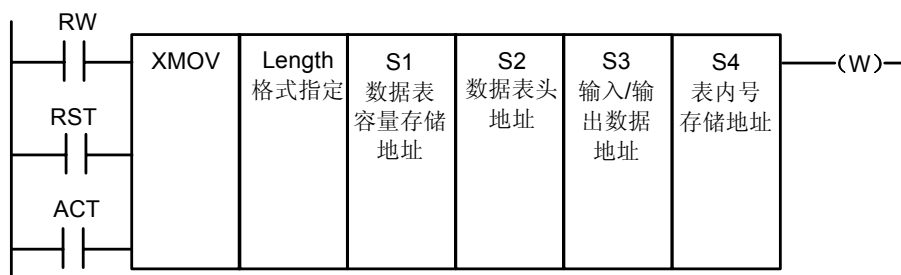 RW
RST
ACT
XMOV
Length
格式指定
S1
数据表
容量存储
地址
S2
数据表头
地址
S3
输入/输
出数据
地址
S4
表内号
存储地址
(W)